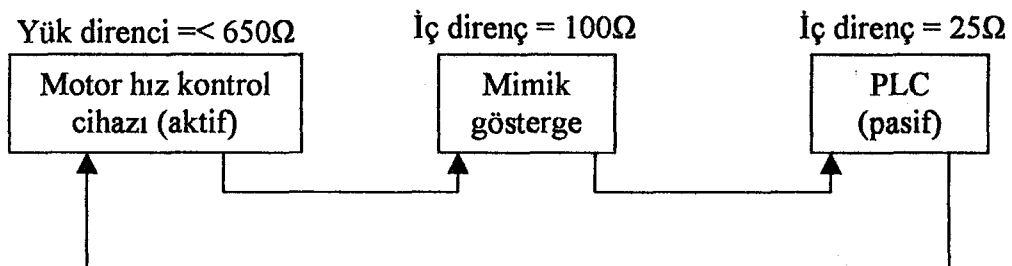 Yük direnci =< 650Ω
İç direnç = 100Ω
İç direnç = 25Ω
Motor hız kontrol
cihazı (aktif)
Mimik
gösterge
PLC
(pasif)